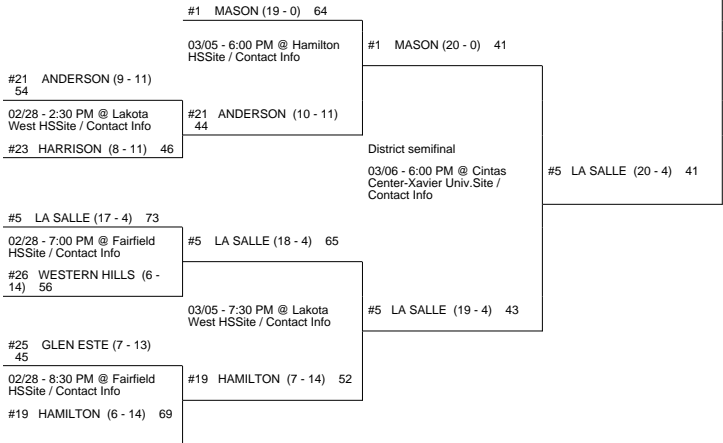 #1 MASON (19 - 0) 64
03/05 - 6:00 PM @ Hamilton
HSSite / Contact Info
#1 MASON (20 - 0) 41
#21 ANDERSON (9 - 11)
54
02/28 - 2:30 PM @ Lakota
West HSSite / Contact Info
#21 ANDERSON (10 - 11)
44
#23 HARRISON (8 - 11) 46
District semifinal
03/06 - 6:00 PM @ Cintas
Center-Xavier Univ.Site /
Contact Info
#5 LA SALLE (20 - 4) 41
#5 LA SALLE (17 - 4) 73
02/28 - 7:00 PM @ Fairfield
HSSite / Contact Info
#5 LA SALLE (18 - 4) 65
#26 WESTERN HILLS (6 -
14) 56
03/05 - 7:30 PM @ Lakota
West HSSite / Contact Info
#5 LA SALLE (19 - 4) 43
#25 GLEN ESTE (7 - 13)
45
02/28 - 8:30 PM @ Fairfield
HSSite / Contact Info
#19 HAMILTON (7 - 14) 52
#19 HAMILTON (6 - 14) 69